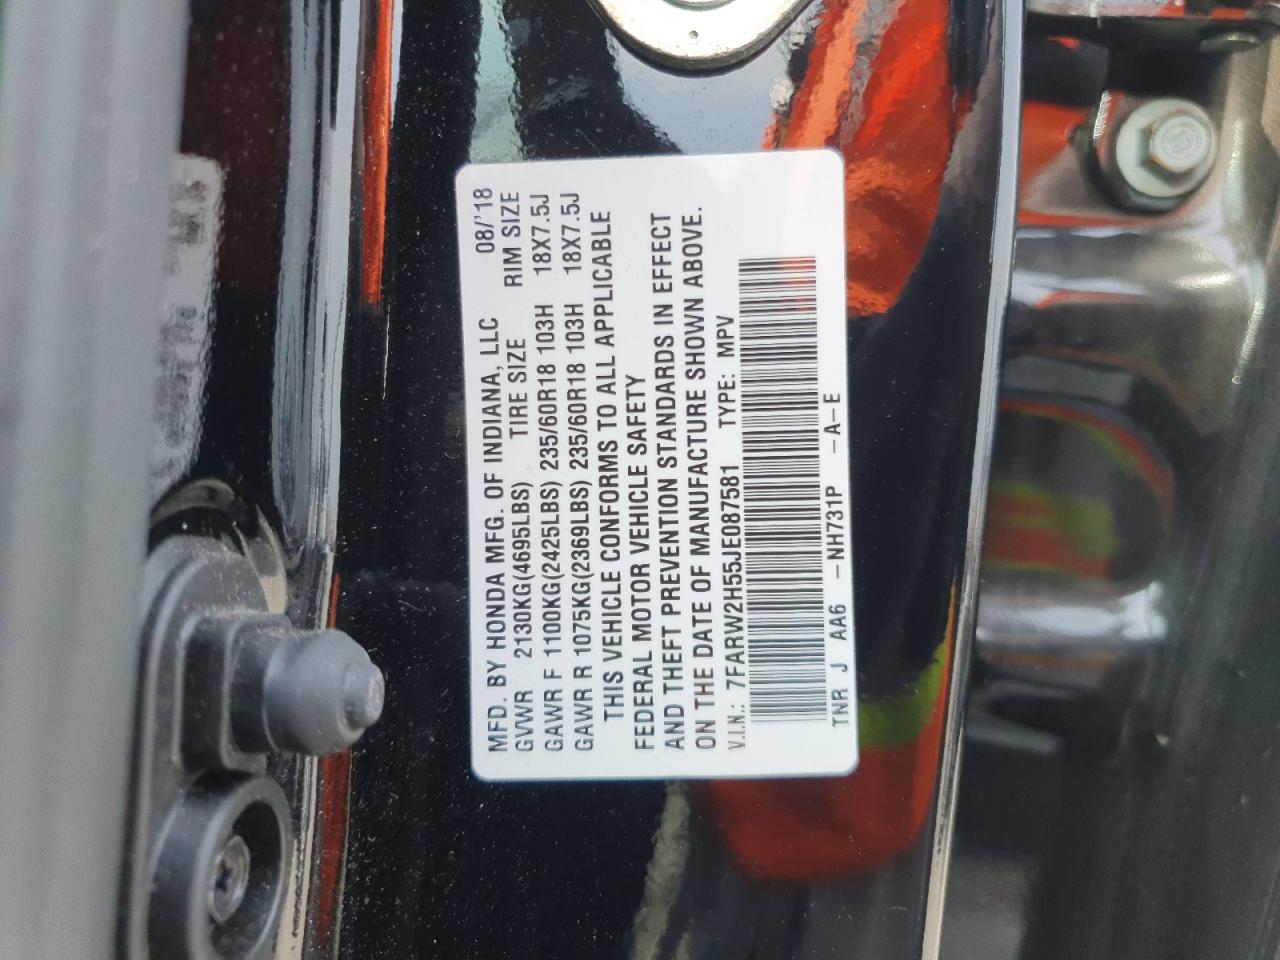 MFD. BY HONDA MFG. OF INDIANA, LLC 08/'18
GVWR 2130KG(4695LBS) TIRE SIZE RIM SIZE
GAWR F 1100KG(2425LBS) 235/60R18 103H 18X7.5J
GAWR R 1075KG(2369LBS) 235/60R18 103H 18X7.5J
THIS VEHICLE CONFORMS TO ALL APPLICABLE
FEDERAL MOTOR VEHICLE SAFETY
AND THEFT PREVENTION STANDARDS IN EFFECT
ON THE DATE OF MANUFACTURE SHOWN ABOVE.
V.I.N.: 7FARW2H55JE087581 TYPE: MPV
TNR J AA6 -NH731P -A-E